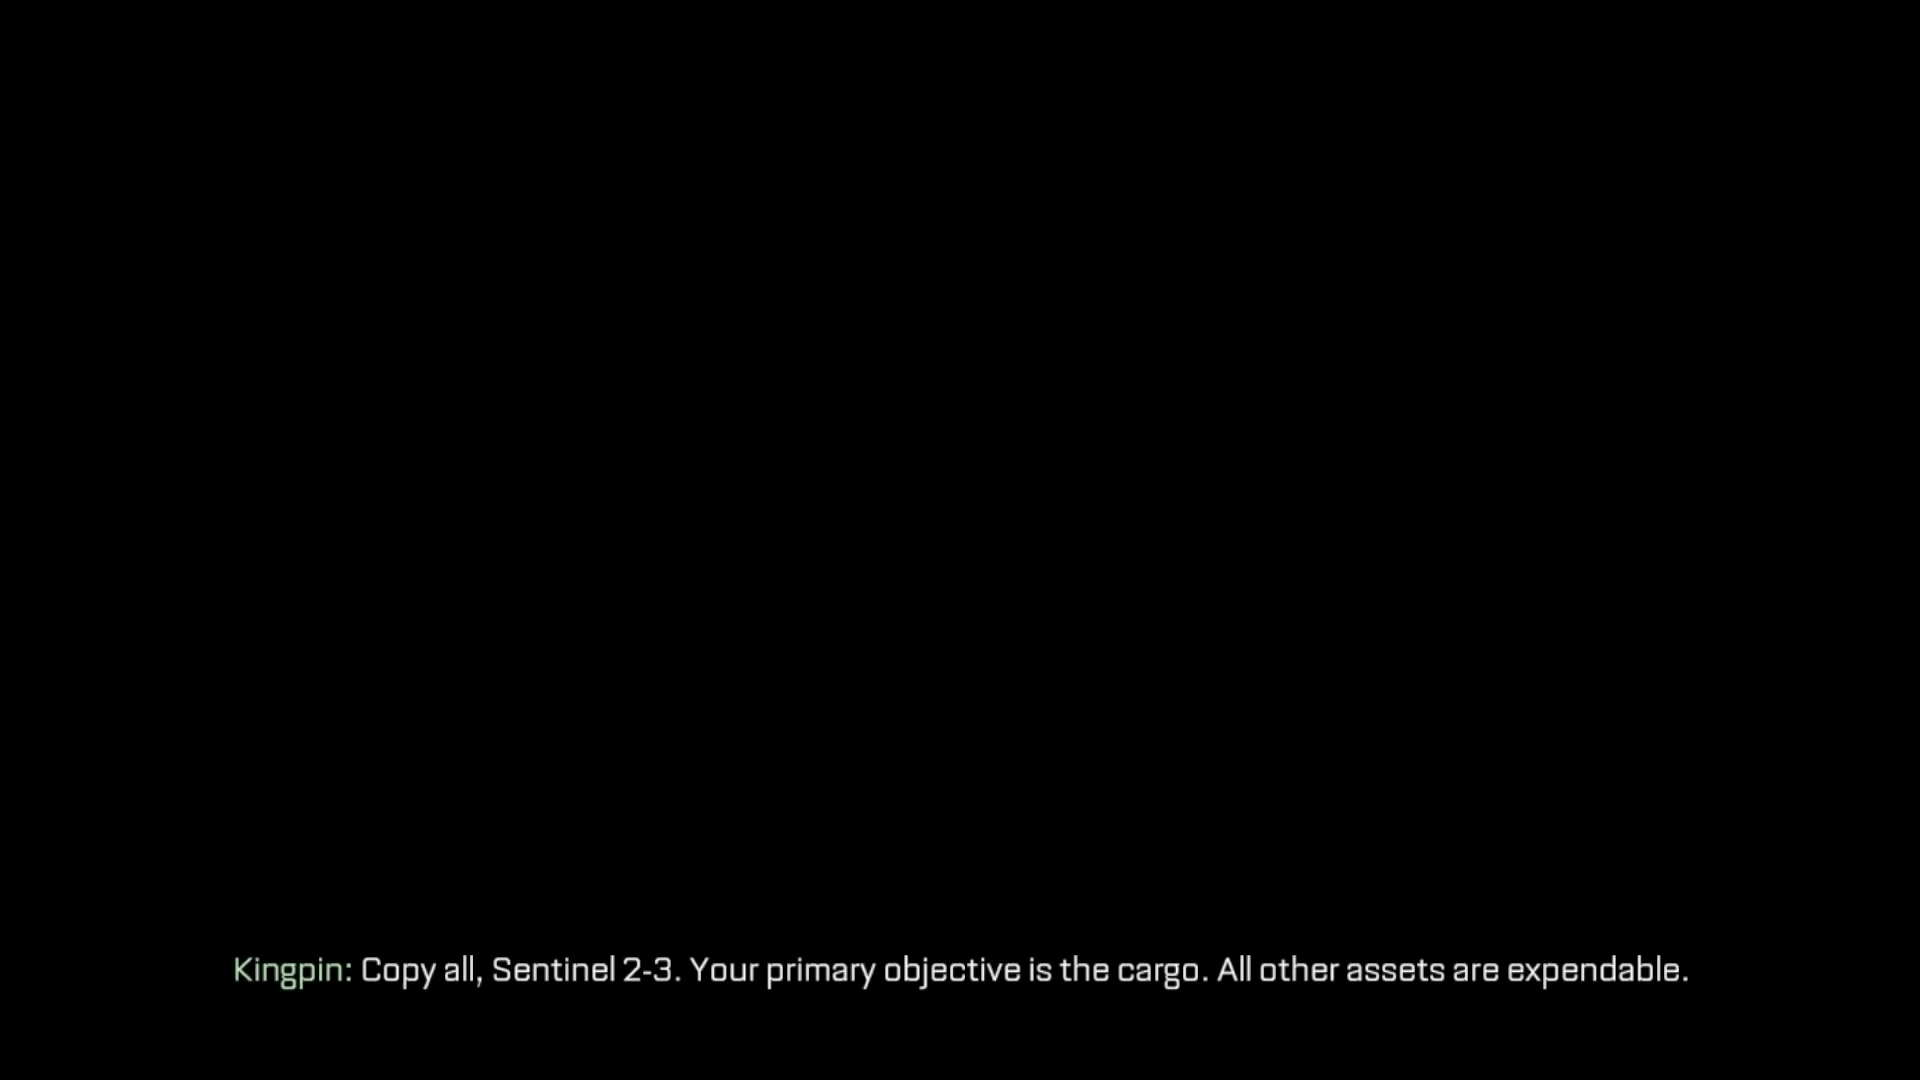 Kingpin: Copy all, Sentinel 2-3. Your primary objective is the cargo. All other assets are expendable.